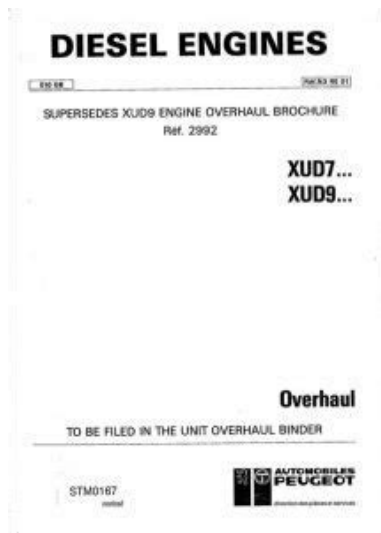 DIESEL ENGINES
SUPERSEDES XUD9 ENGINE OVERHAUL BROCHURE
Ref. 2992
XUD7...
XUD9...
Overhaul
TO BE FILED IN THE UNIT OVERHAUL BINDER
AUTOMOBILES
PEUGEOT
STM0167